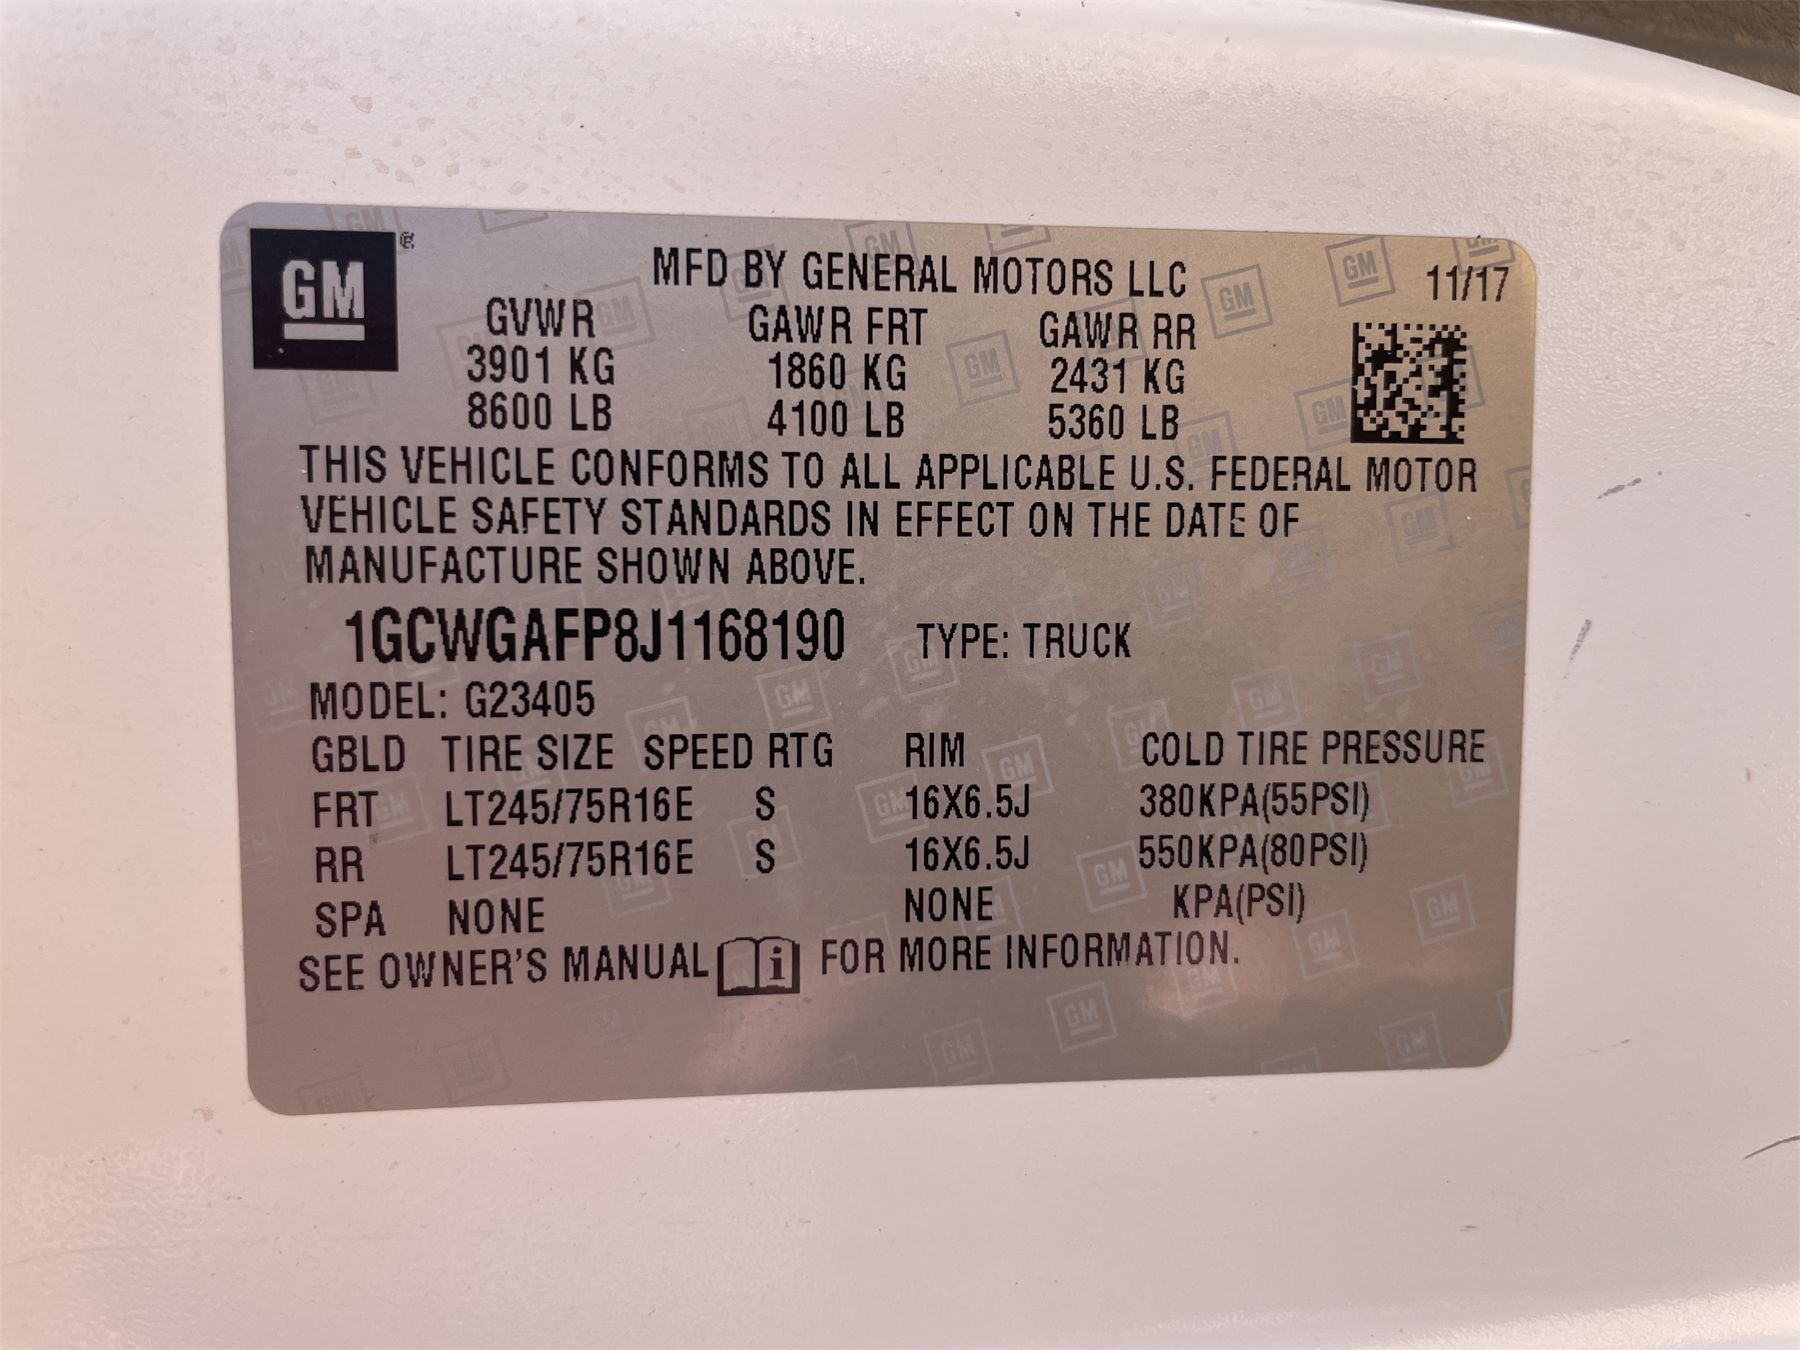 GM ®
MFD BY GENERAL MOTORS LLC 11/17
GVWR GAWR FRT GAWR RR
3901 KG 1860 KG 2431 KG
8600 LB 4100 LB 5360 LB
THIS VEHICLE CONFORMS TO ALL APPLICABLE U.S. FEDERAL MOTOR
VEHICLE SAFETY STANDARDS IN EFFECT ON THE DATE OF
MANUFACTURE SHOWN ABOVE.
1GCWGAFP8J1168190 TYPE: TRUCK
MODEL: G23405
GBLD TIRE SIZE SPEED RTG RIM COLD TIRE PRESSURE
FRT LT245/75R16E S 16X6.5J 380KPA(55PSI)
RR LT245/75R16E S 16X6.5J 550KPA(80PSI)
SPA NONE NONE KPA(PSI)
SEE OWNER'S MANUAL i FOR MORE INFORMATION.